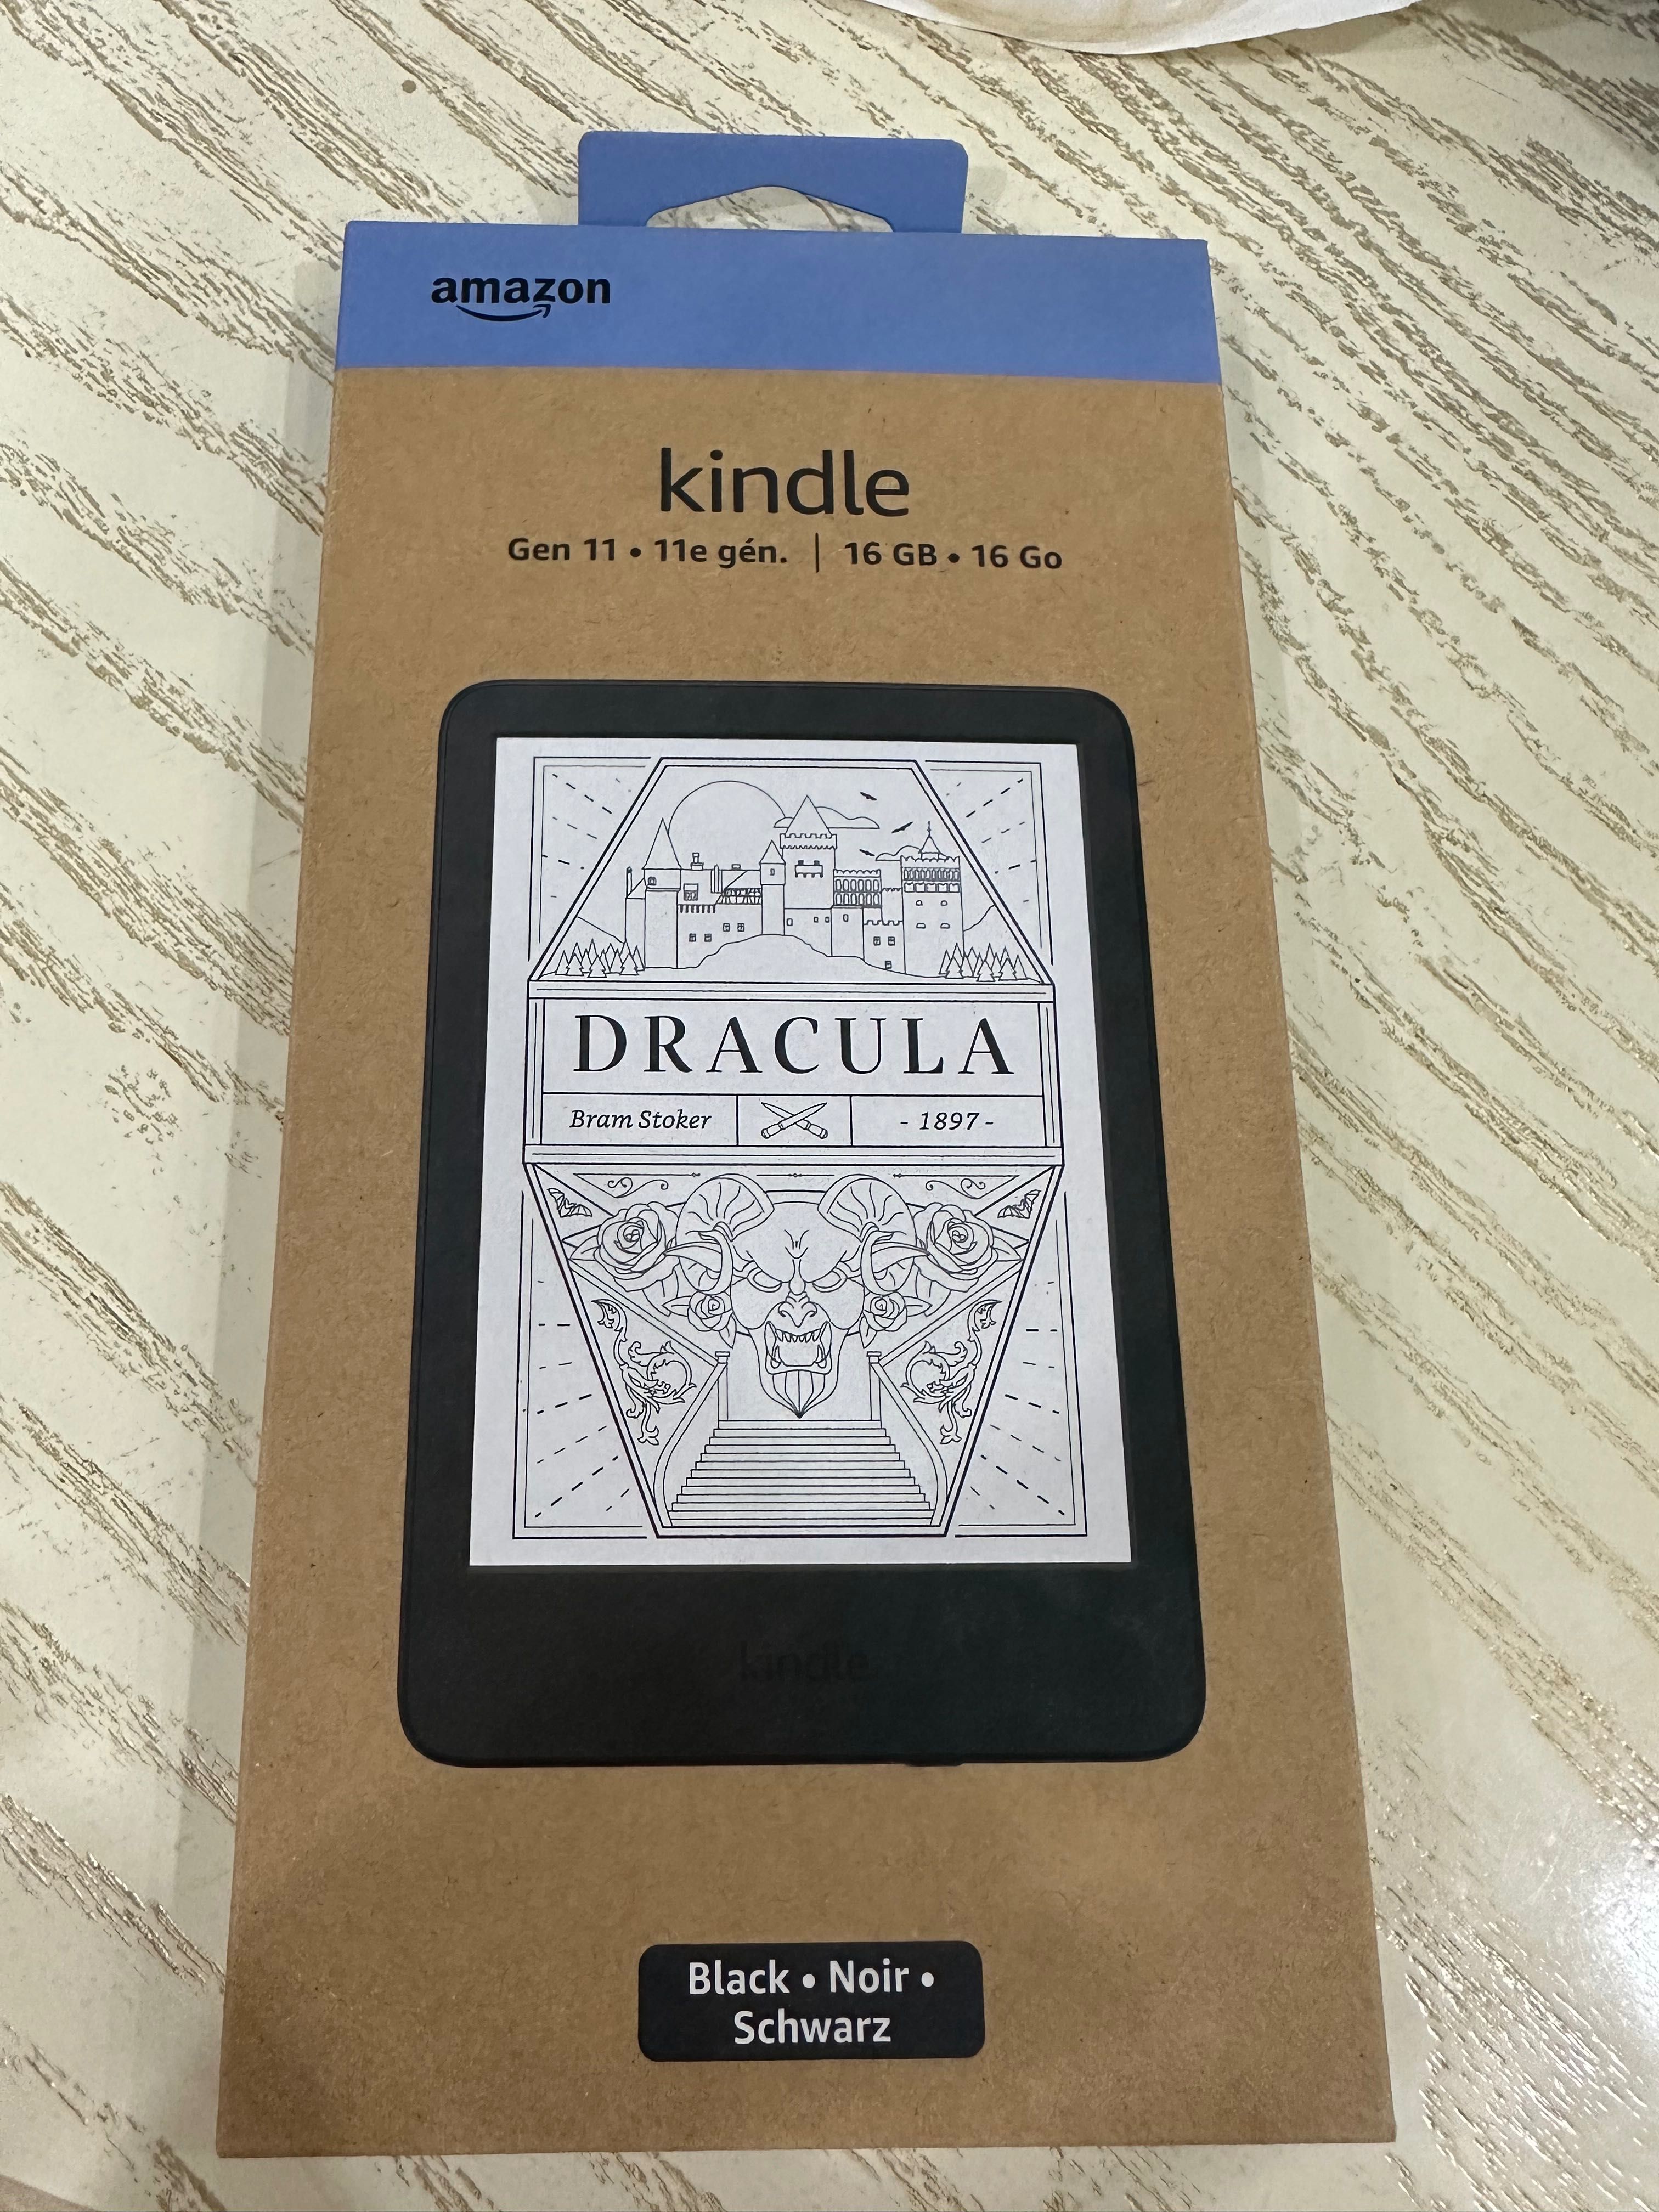 amazon
kindle
Gen 11 • 11e gén. | 16 GB • 16 Go
DRACULA
Bram Stoker - 1897 -
kindle
Black • Noir •
Schwarz